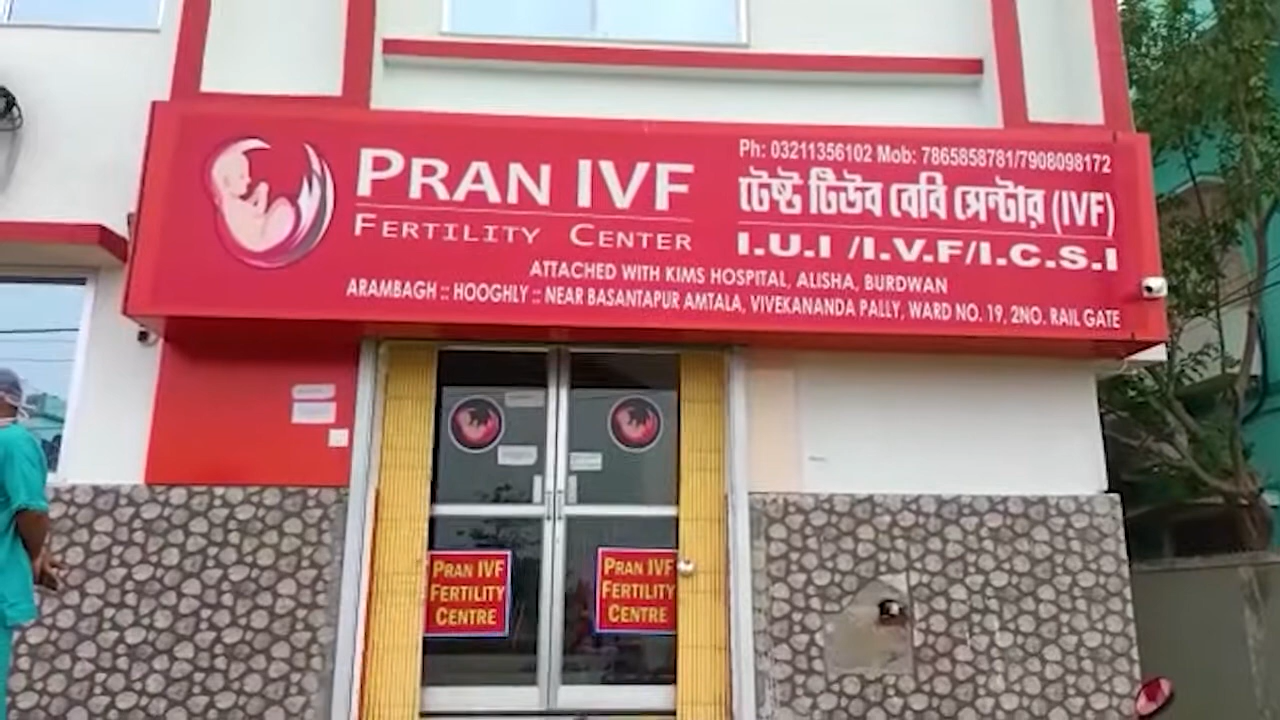 PRAN IVF
FERTILITY CENTER
Ph: 03211356102 Mob: 7865858781/7908098172
টেষ্ট টিউব বেবি সেন্টার (IVF)
I.U.I /I.V.F/I.C.S.I
ATTACHED WITH KIMS HOSPITAL, ALISHA, BURDWAN
ARAMBAGH :: HOOGHLY :: NEAR BASANTAPUR AMTALA, VIVEKANANDA PALLY, WARD NO. 19, 2NO. RAIL GATE
PRAN IVF
FERTILITY
CENTRE
PRAN IVF
FERTILITY
CENTRE